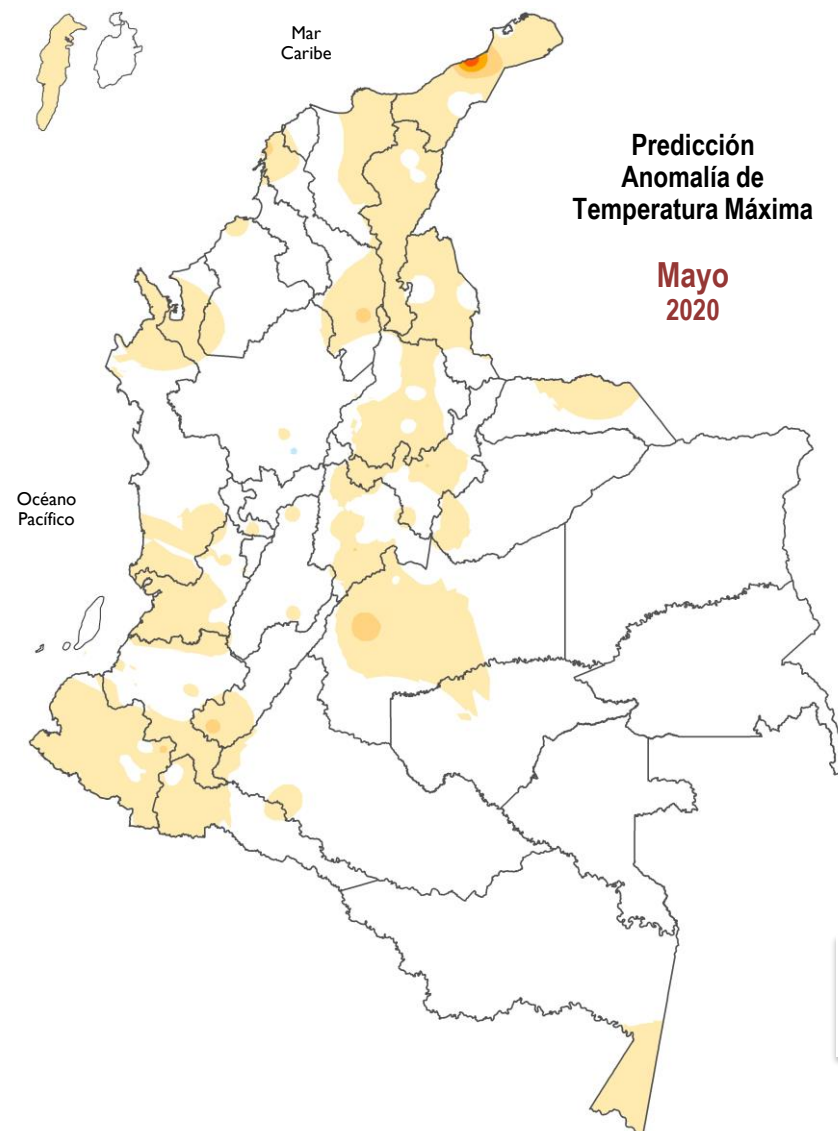 Mar
Caribe
Predicción
Anomalía de
Temperatura Máxima
Mayo
2020
Océano
Pacífico